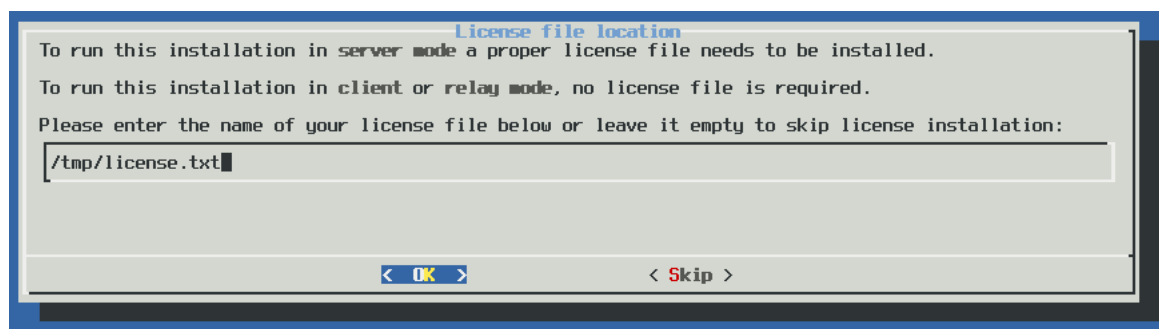 License file location
To run this installation in server mode a proper license file needs to be installed.
To run this installation in client or relay mode, no license file is required.
Please enter the name of your license file below or leave it empty to skip license installation:
/tmp/license.txt
< OK > < Skip >